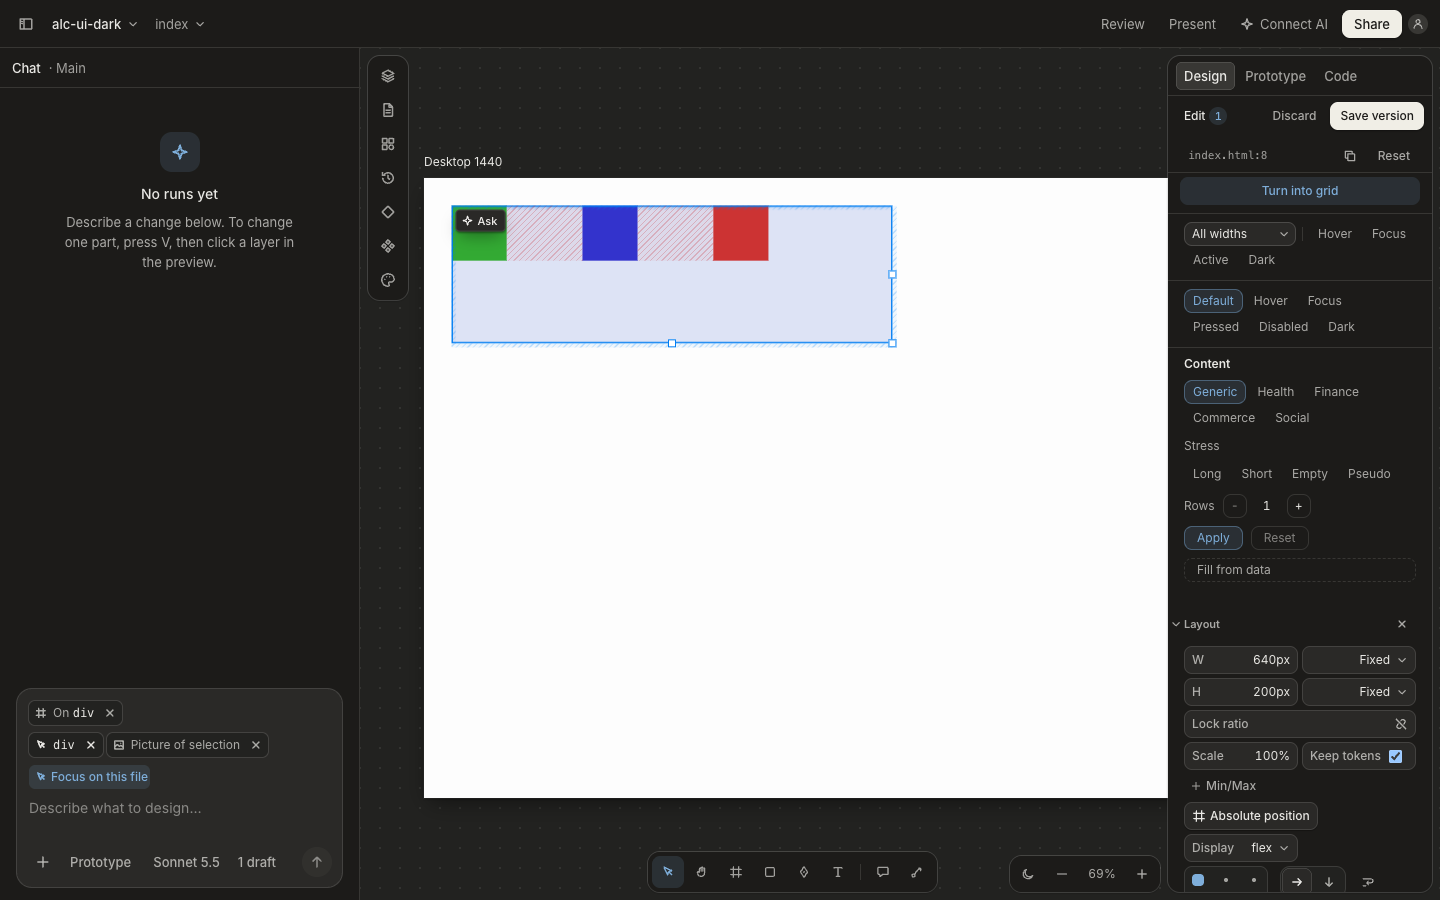 alc-ui-dark index Review Present Connect AI Share
Chat · Main
No runs yet
Describe a change below. To change
one part, press V, then click a layer in
the preview.
On div
div Picture of selection
Focus on this file
Describe what to design...
Prototype Sonnet 5.5 1 draft
Desktop 1440
Ask
69%
Design Prototype Code
Edit 1 Discard Save version
index.html:8 Reset
Turn into grid
All widths Hover Focus
Active Dark
Default Hover Focus
Pressed Disabled Dark
Content
Generic Health Finance
Commerce Social
Stress
Long Short Empty Pseudo
Rows - 1 +
Apply Reset
Fill from data
Layout
W 640px Fixed
H 200px Fixed
Lock ratio
Scale 100% Keep tokens
Min/Max
Absolute position
Display flex